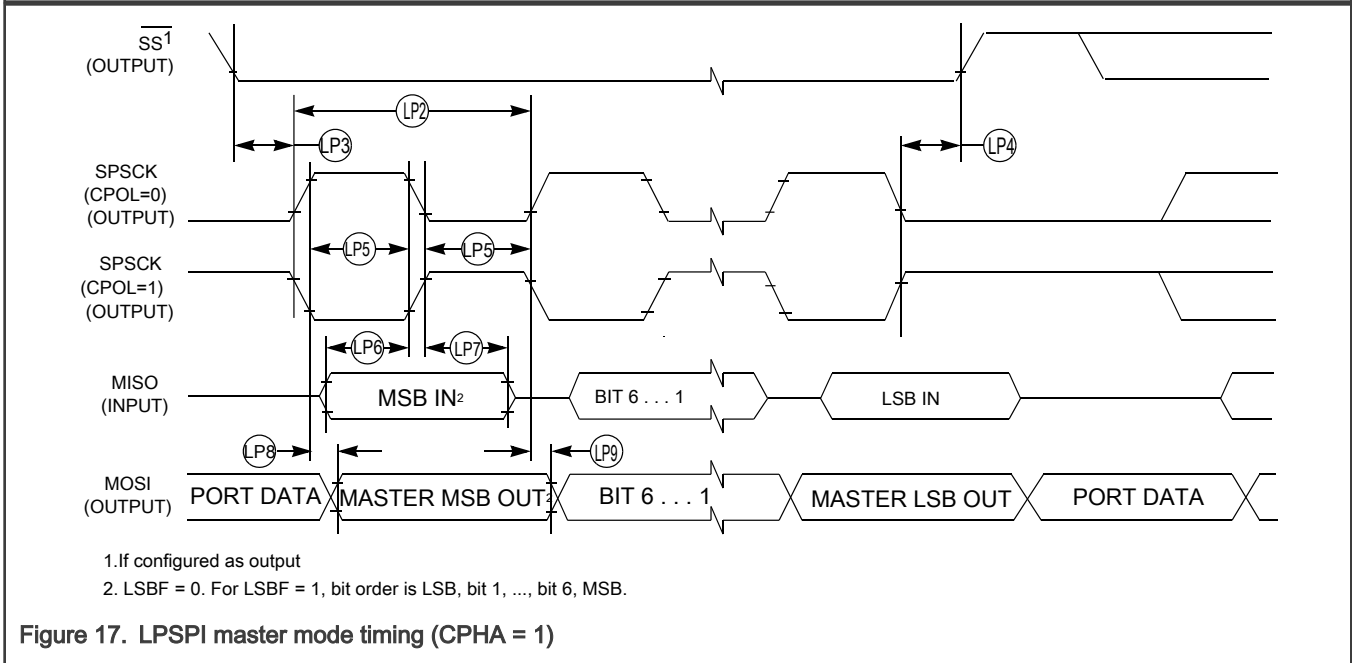 SS1
(OUTPUT)
LP2
LP3
LP4
SPSCK
(CPOL=0)
(OUTPUT)
LP5
LP5
SPSCK
(CPOL=1)
(OUTPUT)
LP6
LP7
MISO
(INPUT)
MSB IN2
BIT 6 . . . 1
LSB IN
LP8
LP9
MOSI
(OUTPUT)
PORT DATA
MASTER MSB OUT2
BIT 6 . . . 1
MASTER LSB OUT
PORT DATA
1.If configured as output
2. LSBF = 0. For LSBF = 1, bit order is LSB, bit 1, ..., bit 6, MSB.
Figure 17. LPSPI master mode timing (CPHA = 1)